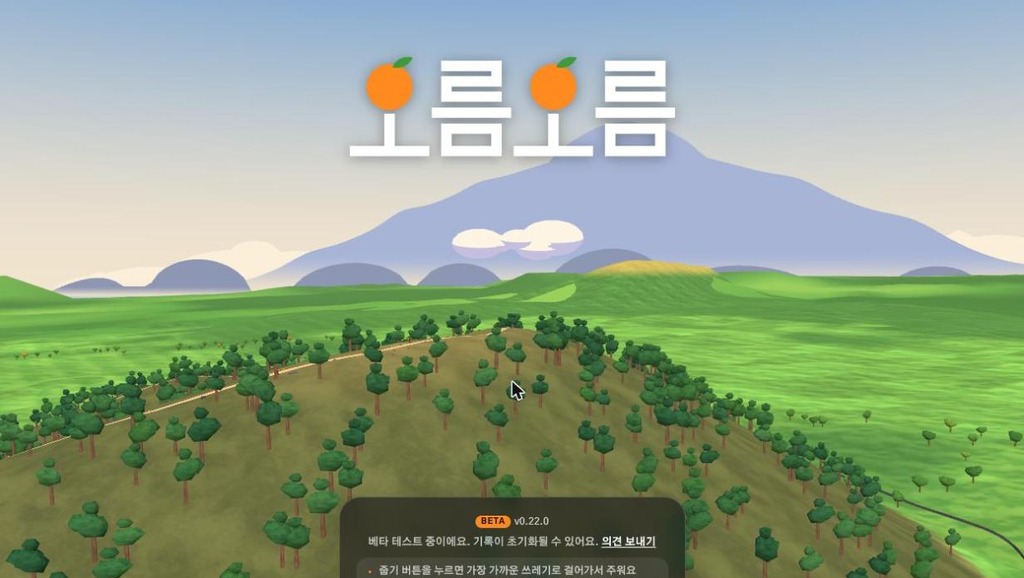 오름오름
BETA v0.22.0
베타 테스트 중이에요. 기록이 초기화될 수 있어요. 의견 보내기
• 줍기 버튼을 누르면 가장 가까운 쓰레기로 걸어가서 주워요